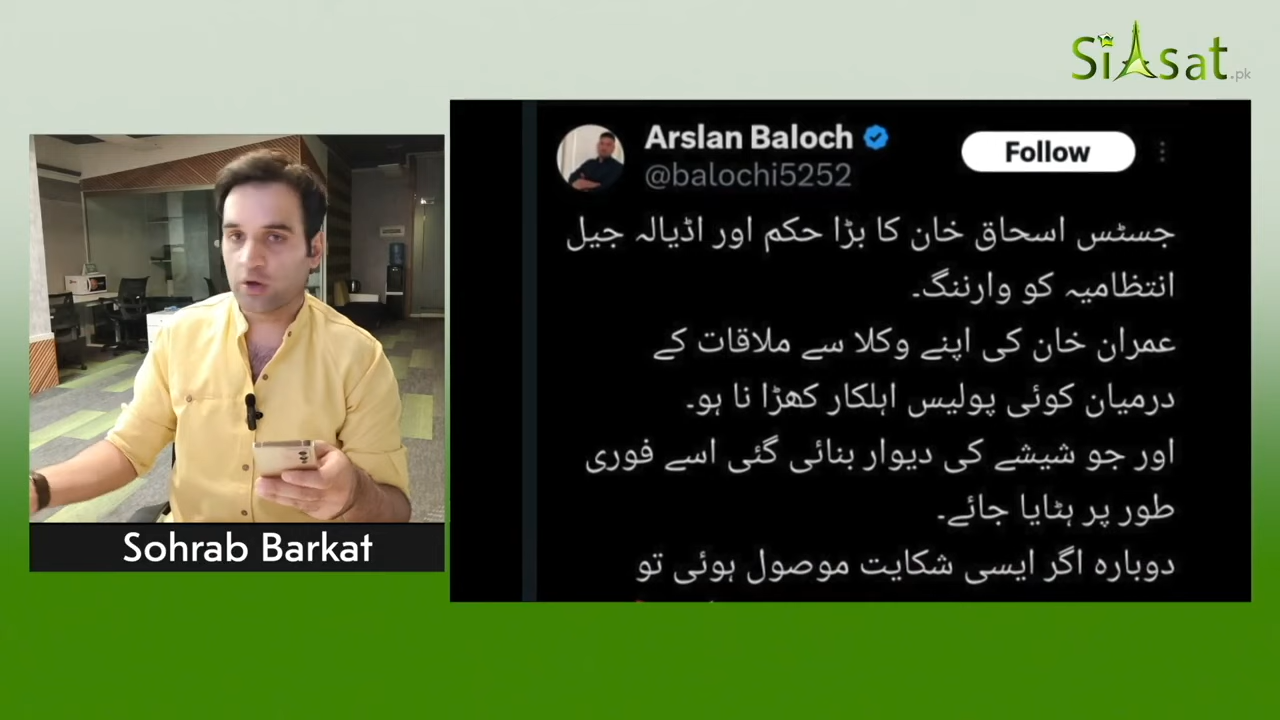 SiAsat.pk
Arslan Baloch
@balochi5252
Follow
جسٹس اسحاق خان کا بڑا حکم اور اڈیالہ جیل
انتظامیہ کو وارننگ۔
عمران خان کی اپنے وکلا سے ملاقات کے
درمیان کوئی پولیس اہلکار کھڑا نا ہو۔
اور جو شیشے کی دیوار بنائی گئی اسے فوری
طور پر ہٹایا جائے۔
دوبارہ اگر ایسی شکایت موصول ہوئی تو
Sohrab Barkat